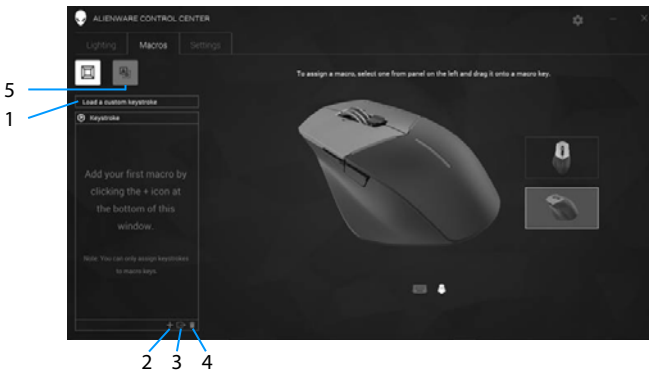 ALIENWARE CONTROL CENTER
Lighting Macros Settings
To assign a macro, select one from panel on the left and drag it onto a macro key.
5
1
Load a custom keystroke
Keystroke
Add your first macro by
clicking the + icon at
the bottom of this
window.
Note: You can only assign keystrokes
to macro keys.
2 3 4